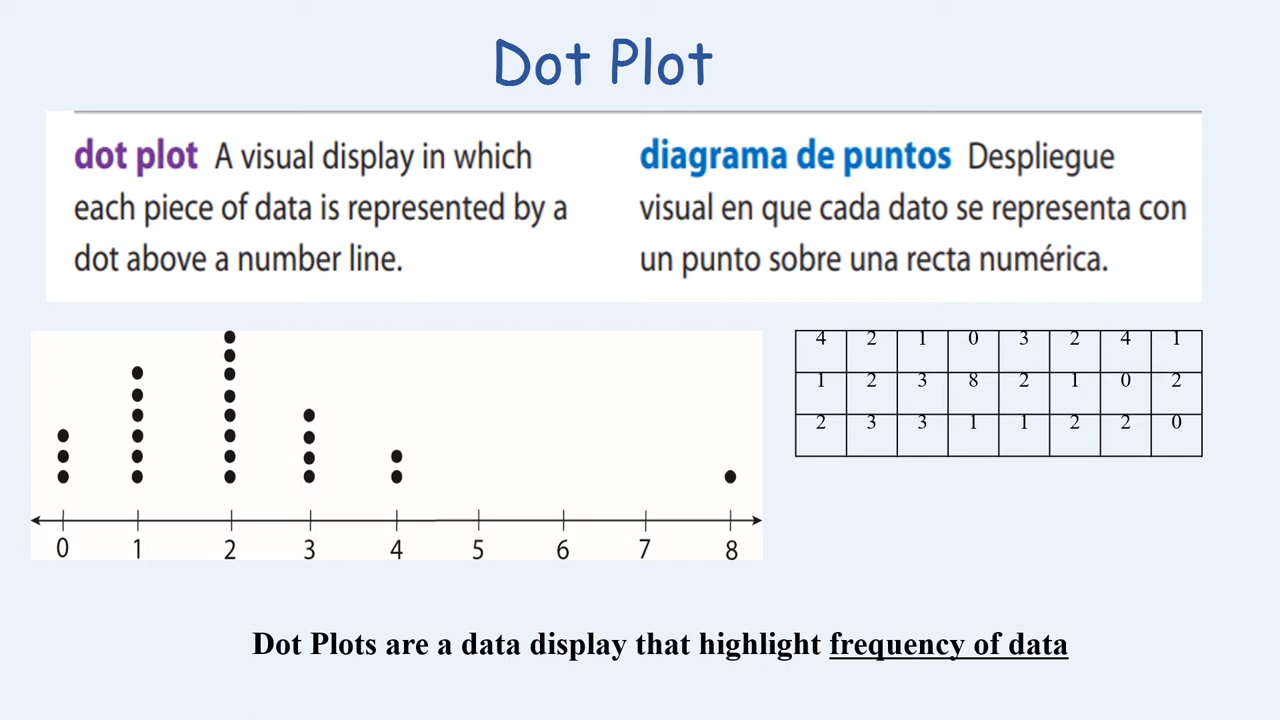 Dot Plot
dot plot A visual display in which
each piece of data is represented by a
dot above a number line.
diagrama de puntos Despliegue
visual en que cada dato se representa con
un punto sobre una recta numérica.
0 1 2 3 4 5 6 7 8
4 2 1 0 3 2 4 1
1 2 3 8 2 1 0 2
2 3 3 1 1 2 2 0
Dot Plots are a data display that highlight frequency of data